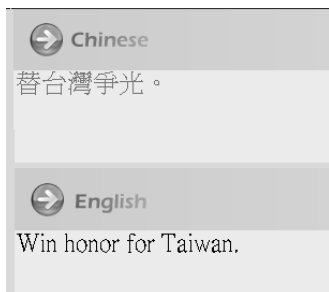 Chinese
替台灣爭光。
English
Win honor for Taiwan.